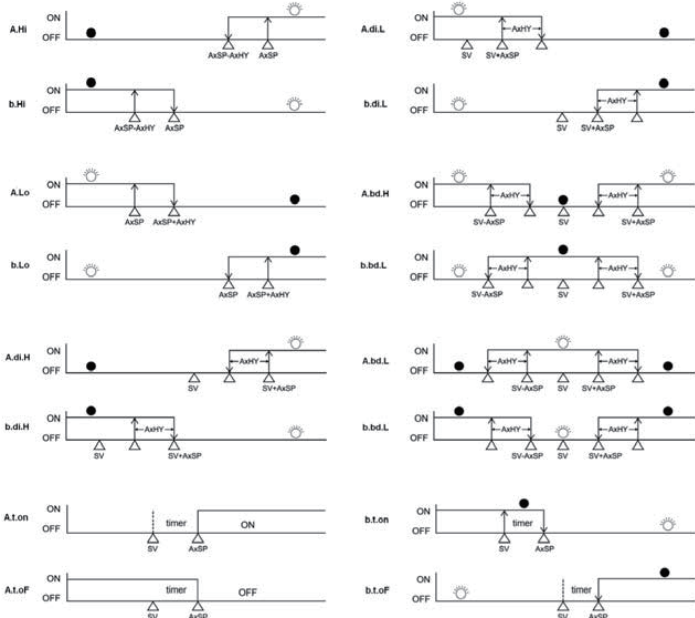 A.Hi ON OFF AxSP-AxHY AxSP
b.Hi ON OFF AxSP-AxHY AxSP
A.Lo ON OFF AxSP AxSP+AxHY
b.Lo ON OFF AxSP AxSP+AxHY
A.di.H ON OFF AxHY SV SV+AxSP
b.di.H ON OFF AxHY SV SV+AxSP
A.t.on ON OFF timer ON SV AxSP
A.t.oF ON OFF timer OFF SV AxSP
A.di.L ON OFF AxHY SV SV+AxSP
b.di.L ON OFF AxHY SV SV+AxSP
A.bd.H ON OFF AxHY AxHY SV-AxSP SV SV+AxSP
b.bd.L ON OFF AxHY AxHY SV-AxSP SV SV+AxSP
A.bd.L ON OFF AxHY AxHY SV-AxSP SV SV+AxSP
b.bd.L ON OFF AxHY AxHY SV-AxSP SV SV+AxSP
b.t.on ON OFF timer SV AxSP
b.t.oF ON OFF timer SV AxSP